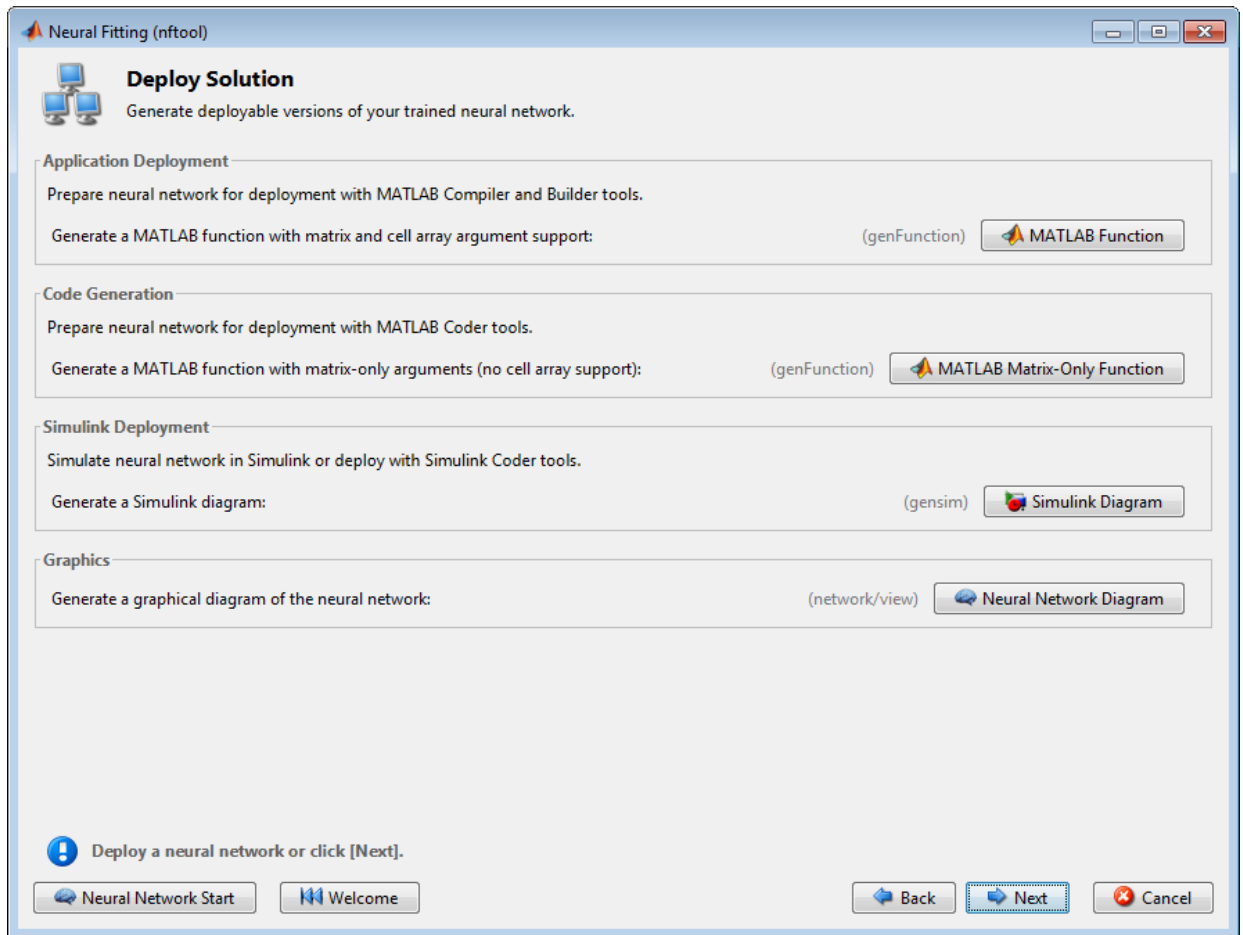 Neural Fitting (nftool)
Deploy Solution
Generate deployable versions of your trained neural network.
Application Deployment
Prepare neural network for deployment with MATLAB Compiler and Builder tools.
Generate a MATLAB function with matrix and cell array argument support: (genFunction) MATLAB Function
Code Generation
Prepare neural network for deployment with MATLAB Coder tools.
Generate a MATLAB function with matrix-only arguments (no cell array support): (genFunction) MATLAB Matrix-Only Function
Simulink Deployment
Simulate neural network in Simulink or deploy with Simulink Coder tools.
Generate a Simulink diagram: (gensim) Simulink Diagram
Graphics
Generate a graphical diagram of the neural network: (network/view) Neural Network Diagram
Deploy a neural network or click [Next].
Neural Network Start Welcome Back Next Cancel